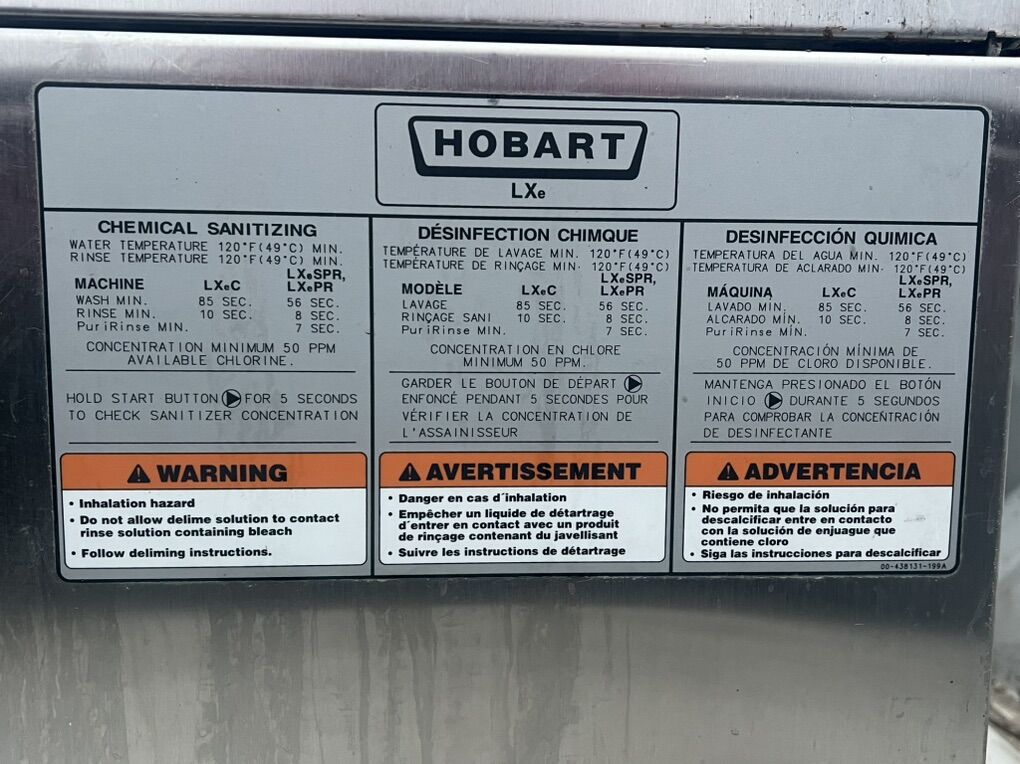 HOBART
LXe
CHEMICAL SANITIZING
WATER TEMPERATURE 120°F(49°C) MIN.
RINSE TEMPERATURE 120°F(49°C) MIN.
MACHINE LXeC LXeSPR, LXePR
WASH MIN. 85 SEC. 56 SEC.
RINSE MIN. 10 SEC. 8 SEC.
PuriRinse MIN. 7 SEC.
CONCENTRATION MINIMUM 50 PPM
AVAILABLE CHLORINE.
HOLD START BUTTON FOR 5 SECONDS
TO CHECK SANITIZER CONCENTRATION
WARNING
• Inhalation hazard
• Do not allow delime solution to contact
rinse solution containing bleach
• Follow deliming instructions.
DÉSINFECTION CHIMQUE
TEMPÉRATURE DE LAVAGE MIN. 120°F(49°C)
TEMPÉRATURE DE RINÇAGE MIN. 120°F(49°C)
MODÈLE LXeC LXeSPR, LXePR
LAVAGE 85 SEC. 56 SEC.
RINÇAGE SANI 10 SEC. 8 SEC.
PuriRinse MIN. 7 SEC.
CONCENTRATION EN CHLORE
MINIMUM 50 PPM.
GARDER LE BOUTON DE DÉPART
ENFONCÉ PENDANT 5 SECONDES POUR
VÉRIFIER LA CONCENTRATION DE
L'ASSAINISSEUR
AVERTISSEMENT
• Danger en cas d'inhalation
• Empêcher un liquide de détartrage
d'entrer en contact avec un produit
de rinçage contenant du javellisant
• Suivre les instructions de détartrage
DESINFECCIÓN QUIMICA
TEMPERATURA DEL AGUA MIN. 120°F(49°C)
TEMPERATURA DE ACLARADO MIN. 120°F(49°C)
MÁQUINA LXeC LXeSPR, LXePR
LAVADO MÍN. 85 SEC. 56 SEC.
ALCARADO MÍN. 10 SEC. 8 SEC.
PuriRinse MÍN. 7 SEC.
CONCENTRACIÓN MÍNIMA DE
50 PPM DE CLORO DISPONIBLE.
MANTENGA PRESIONADO EL BOTÓN
INICIO DURANTE 5 SEGUNDOS
PARA COMPROBAR LA CONCENTRACIÓN
DE DESINFECTANTE
ADVERTENCIA
• Riesgo de inhalación
• No permita que la solución para
descalcificar entre en contacto
con la solución de enjuague que
contiene cloro
• Siga las instrucciones para descalcificar
00-438131-199A